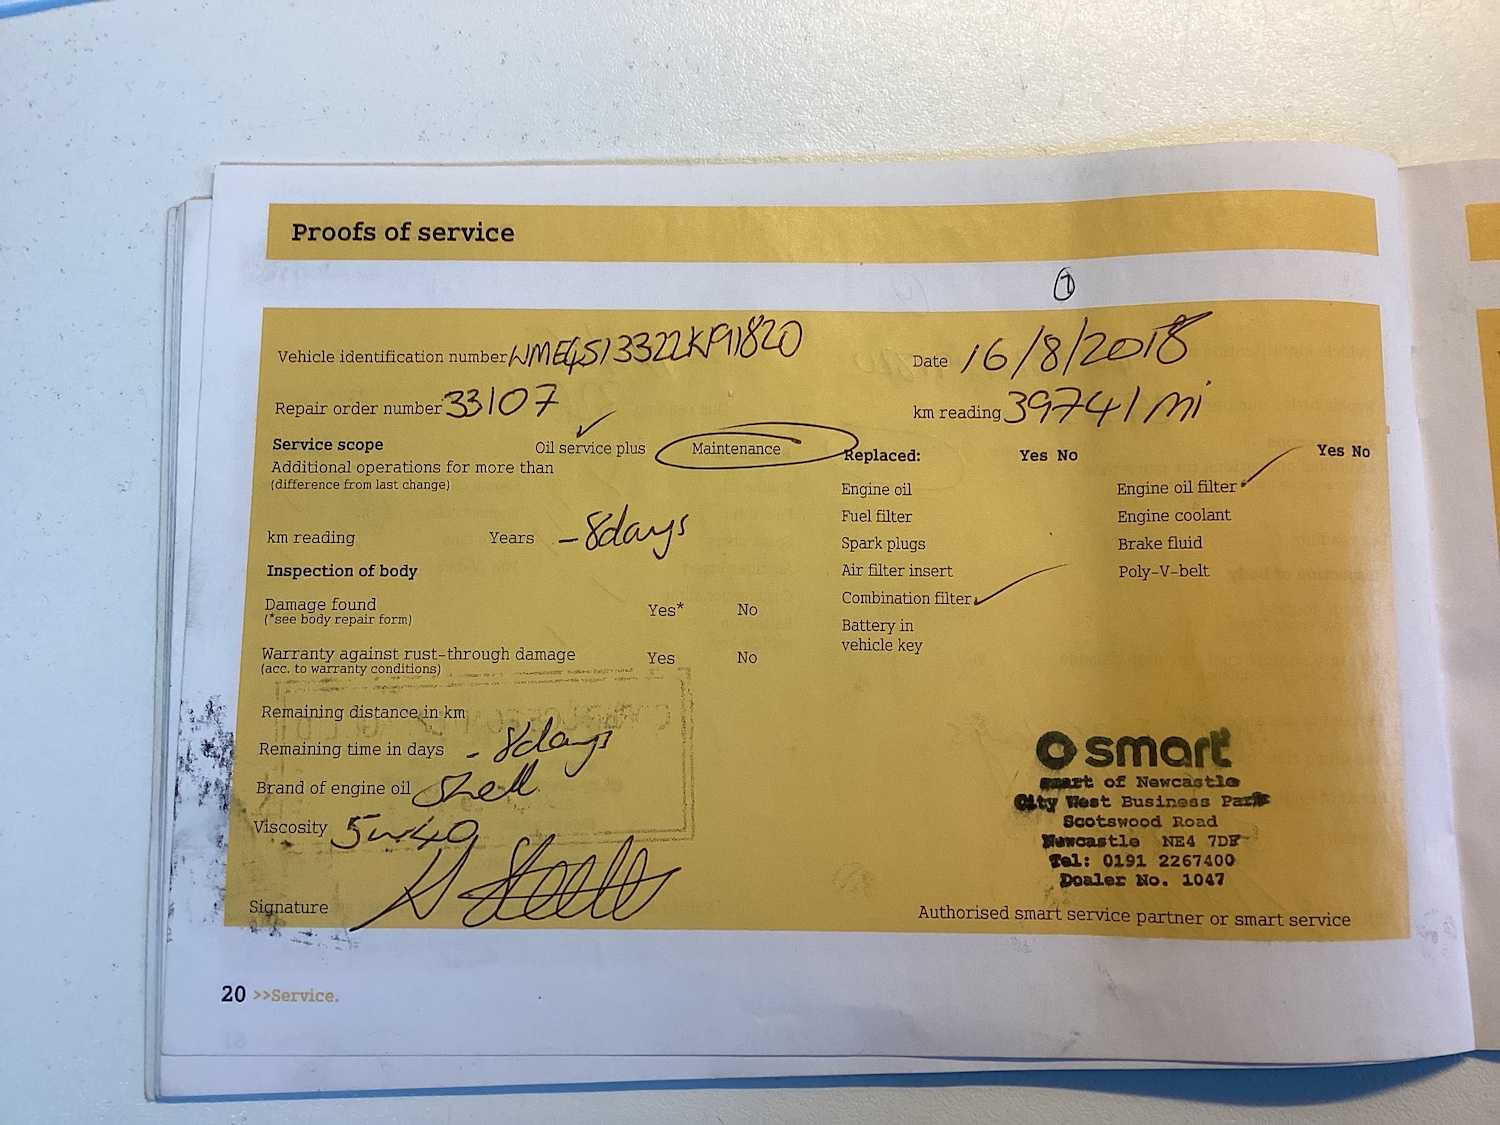 Proofs of service
7
Vehicle identification number WME4513322K191820
Date 16/8/2018
Repair order number 33107
km reading 39741 mi
Service scope
Oil service plus ✓
Maintenance
Additional operations for more than
(difference from last change)
km reading
Years -8days
Inspection of body
Damage found
(*see body repair form)
Yes* No
Warranty against rust-through damage
(acc. to warranty conditions)
Yes No
Remaining distance in km
Remaining time in days -8days
Brand of engine oil Shell
Viscosity 5w40
Signature
Replaced: Yes No
Engine oil
Fuel filter
Spark plugs
Air filter insert
Combination filter ✓
Battery in
vehicle key
Yes No
Engine oil filter ✓
Engine coolant
Brake fluid
Poly-V-belt
smart
smart of Newcastle
City West Business Park
Scotswood Road
Newcastle NE4 7DF
Tel: 0191 2267400
Dealer No. 1047
Authorised smart service partner or smart service
20 >>Service.